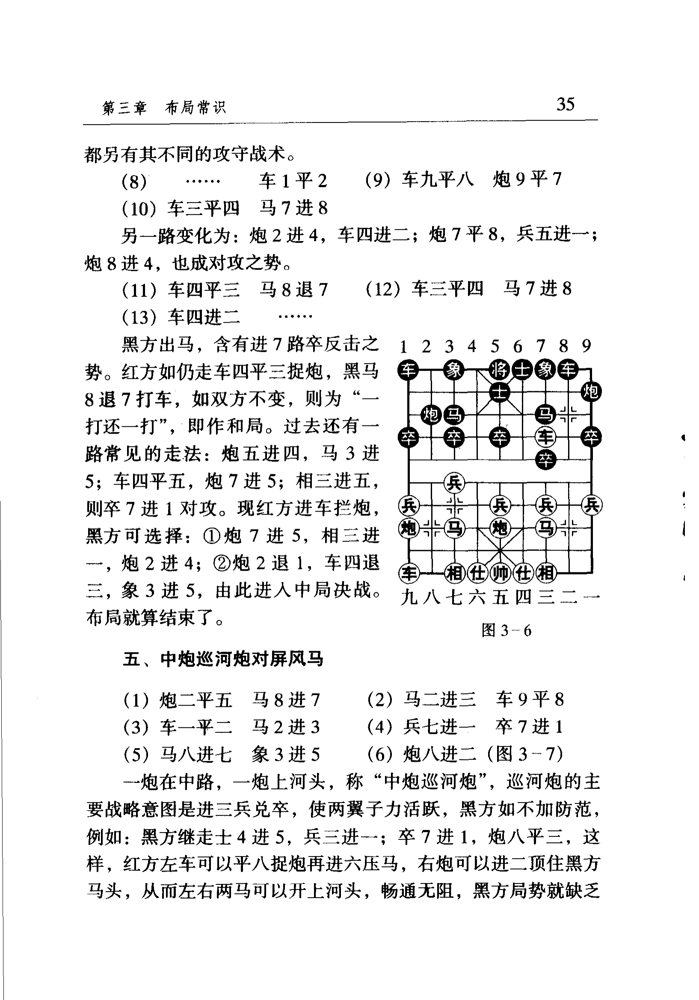 第三章　布局常识　35
都另有其不同的攻守战术。
(8)　……　车1平2　(9) 车九平八　炮9平7
(10) 车三平四　马7进8
另一路变化为：炮2进4，车四进二；炮7平8，兵五进一；
炮8进4，也成对攻之势。
(11) 车四平三　马8退7　(12) 车三平四　马7进8
(13) 车四进二　……
黑方出马，含有进7路卒反击之
势。红方如仍走车四平三捉炮，黑马
8退7打车，如双方不变，则为“一
打还一打”，即作和局。过去还有一
路常见的走法：炮五进四，马3进
5；车四平五，炮7进5；相三进五，
则卒7进1对攻。现红方进车拦炮，
黑方可选择：①炮7进5，相三进
一，炮2进4；②炮2退1，车四退
三，象3进5，由此进入中局决战。
布局就算结束了。
1 2 3 4 5 6 7 8 9
车 象 将 士 象 车
士 炮
炮 马 马
卒 卒 卒 车 卒
卒
兵
兵 兵 兵 兵
炮 马 炮 马
车 相 仕 帅 仕 相
九 八 七 六 五 四 三 二 一
图3－6
五、中炮巡河炮对屏风马
(1) 炮二平五　马8进7　(2) 马二进三　车9平8
(3) 车一平二　马2进3　(4) 兵七进一　卒7进1
(5) 马八进七　象3进5　(6) 炮八进二（图3－7）
一炮在中路，一炮上河头，称“中炮巡河炮”，巡河炮的主
要战略意图是进三兵兑卒，使两翼子力活跃，黑方如不加防范，
例如：黑方继走士4进5，兵三进一；卒7进1，炮八平三，这
样，红方左车可以平八捉炮再进六压马，右炮可以进二顶住黑方
马头，从而左右两马可以开上河头，畅通无阻，黑方局势就缺乏